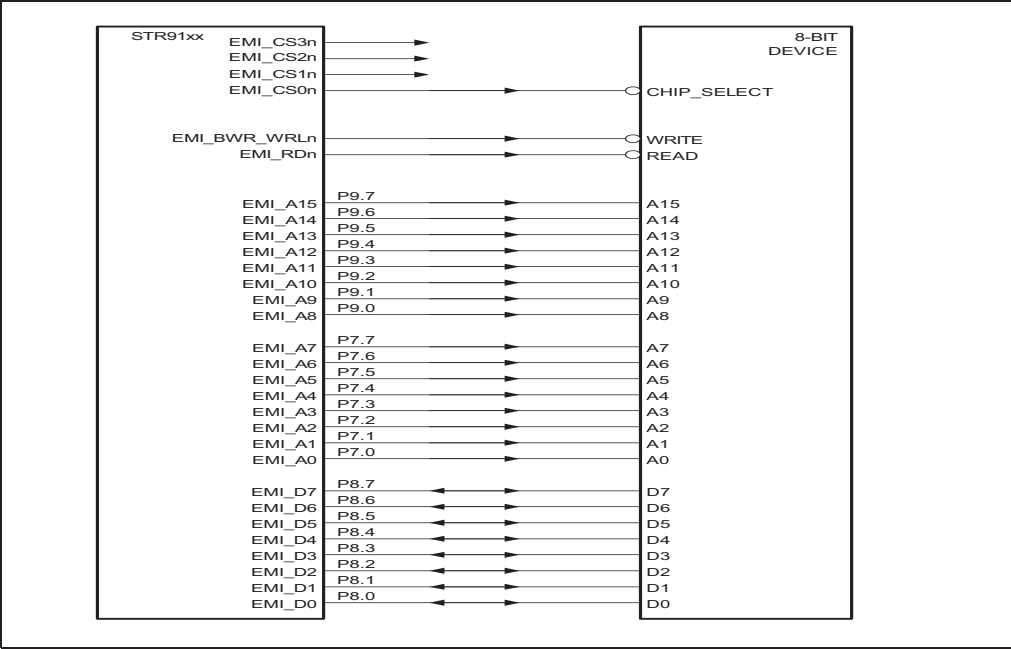 STR91xx
8-BIT
DEVICE
EMI_CS3n
EMI_CS2n
EMI_CS1n
EMI_CS0n CHIP_SELECT
EMI_BWR_WRLn WRITE
EMI_RDn READ
EMI_A15 P9.7 A15
EMI_A14 P9.6 A14
EMI_A13 P9.5 A13
EMI_A12 P9.4 A12
EMI_A11 P9.3 A11
EMI_A10 P9.2 A10
EMI_A9 P9.1 A9
EMI_A8 P9.0 A8
EMI_A7 P7.7 A7
EMI_A6 P7.6 A6
EMI_A5 P7.5 A5
EMI_A4 P7.4 A4
EMI_A3 P7.3 A3
EMI_A2 P7.2 A2
EMI_A1 P7.1 A1
EMI_A0 P7.0 A0
EMI_D7 P8.7 D7
EMI_D6 P8.6 D6
EMI_D5 P8.5 D5
EMI_D4 P8.4 D4
EMI_D3 P8.3 D3
EMI_D2 P8.2 D2
EMI_D1 P8.1 D1
EMI_D0 P8.0 D0